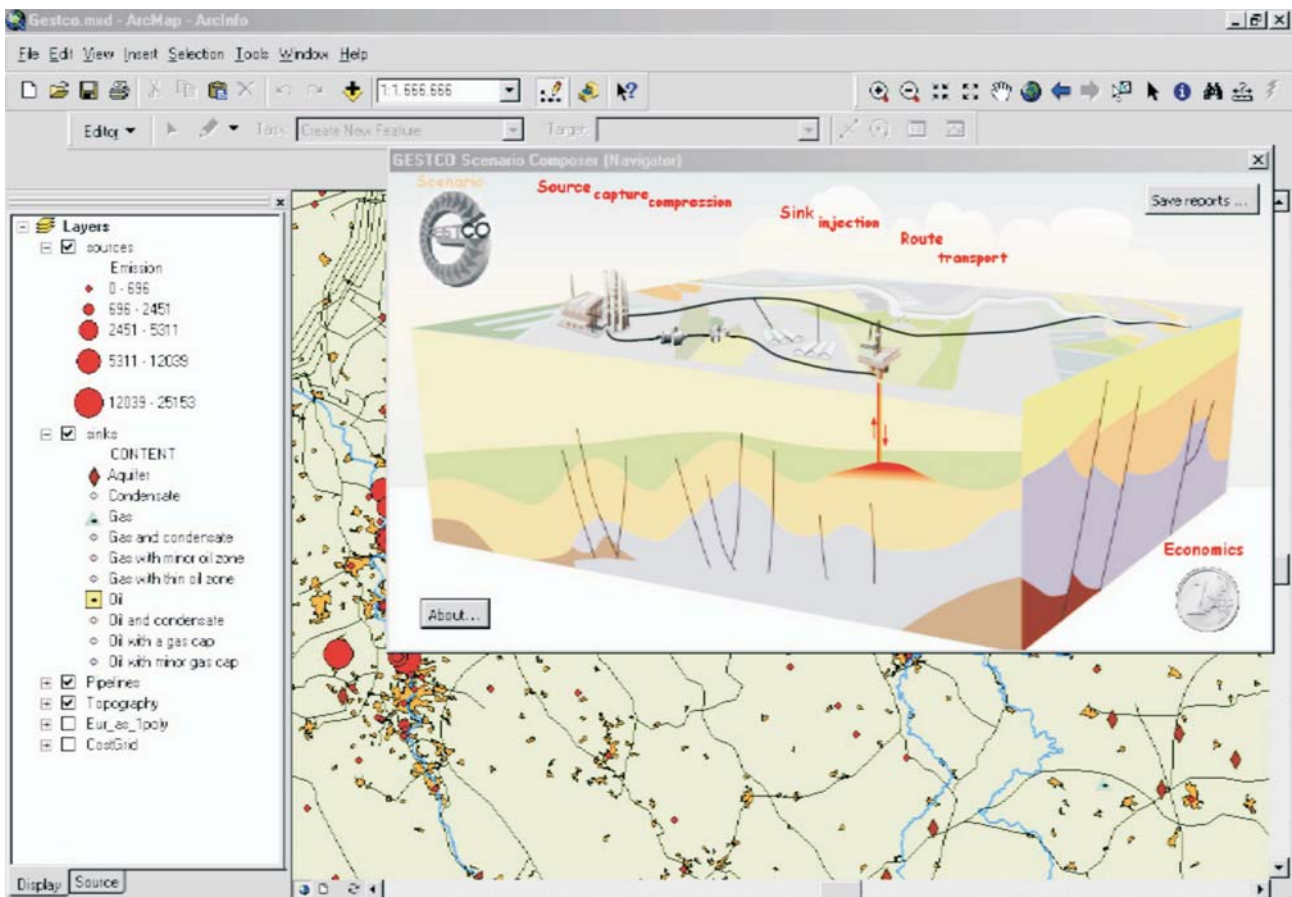 Gestco.mxd - ArcMap - ArcInfo
File Edit View Insert Selection Tools Window Help
1:1.666.666
Editor Task: Create New Feature Target:
GESTCO Scenario Composer (Navigator)
Scenario
Source capture compression
Sink injection
Route transport
Save reports ...
GESTCO
Economics
1
About...
Layers
sources
Emission
0 - 696
696 - 2451
2451 - 5311
5311 - 12039
12039 - 25153
sinks
CONTENT
Aquifer
Condensate
Gas
Gas and condensate
Gas with minor oil zone
Gas with thin oil zone
Oil
Oil and condensate
Oil with a gas cap
Oil with minor gas cap
Pipelines
Topography
Eur_as_1poly
CostGrid
Display Source